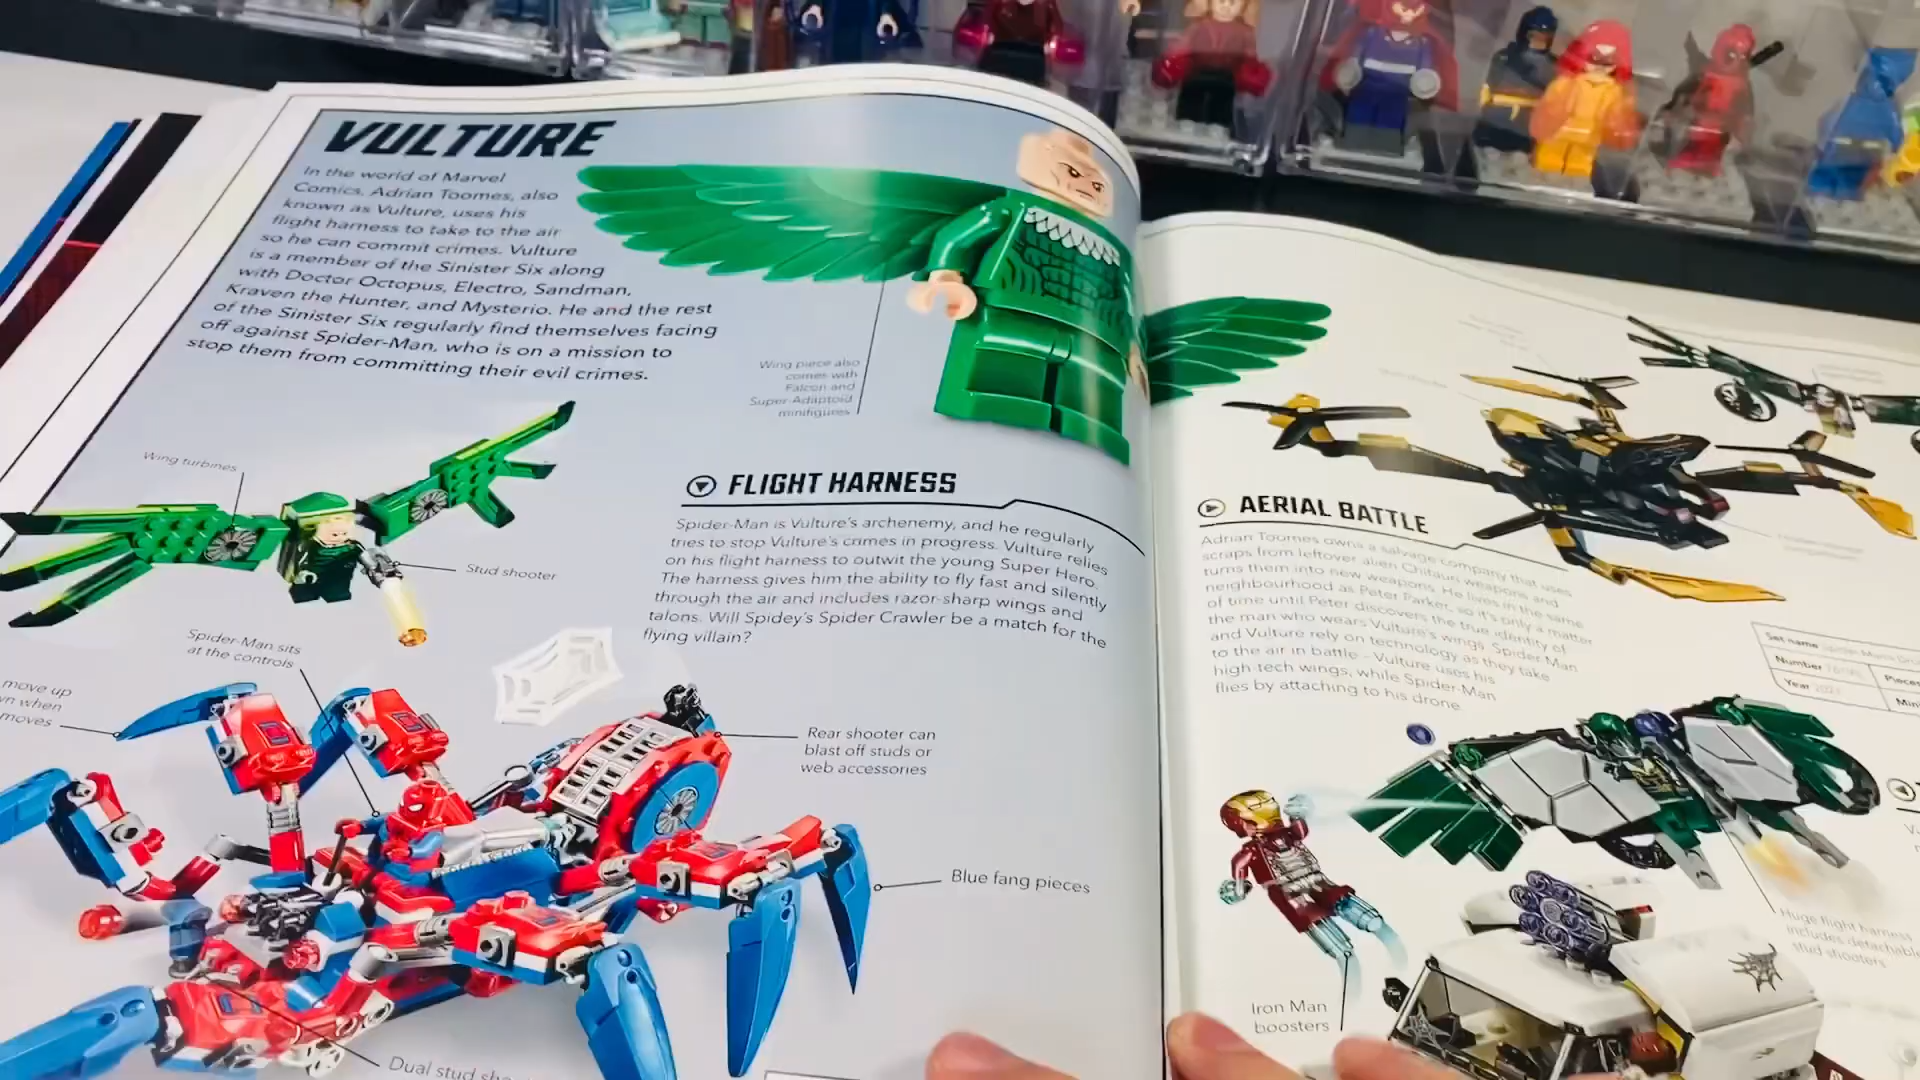 VULTURE
In the world of Marvel
Comics, Adrian Toomes, also
known as Vulture, uses his
flight harness to take to the air
so he can commit crimes. Vulture
is a member of the Sinister Six along
with Doctor Octopus, Electro, Sandman,
Kraven the Hunter, and Mysterio. He and the rest
of the Sinister Six regularly find themselves facing
off against Spider-Man, who is on a mission to
stop them from committing their evil crimes.
Wing piece also
comes with
Falcon and
Super-Adaptoid
minifigures
Wing turbines
Stud shooter
FLIGHT HARNESS
Spider-Man is Vulture's archenemy, and he regularly
tries to stop Vulture's crimes in progress. Vulture relies
on his flight harness to outwit the young Super Hero.
The harness gives him the ability to fly fast and silently
through the air and includes razor-sharp wings and
talons. Will Spidey's Spider Crawler be a match for the
flying villain?
Spider-Man sits
at the controls
move up
when
moves
Rear shooter can
blast off studs or
web accessories
Blue fang pieces
Dual stud
AERIAL BATTLE
Adrian Toomes owns a salvage company that uses
scraps from leftover alien Chitauri weapons and
turns them into new weapons. He lives in the same
neighbourhood as Peter Parker, so it's only a matter
of time until Peter discovers the true identity of
the man who wears Vulture's wings. Spider-Man
and Vulture rely on technology as they take
to the air in battle – Vulture uses his
high-tech wings, while Spider-Man
flies by attaching to his drone.
Set name Spider-Man's
Number
Pieces
Year 2021
Iron Man
boosters
Huge flight harness
includes detachable
stud shooters